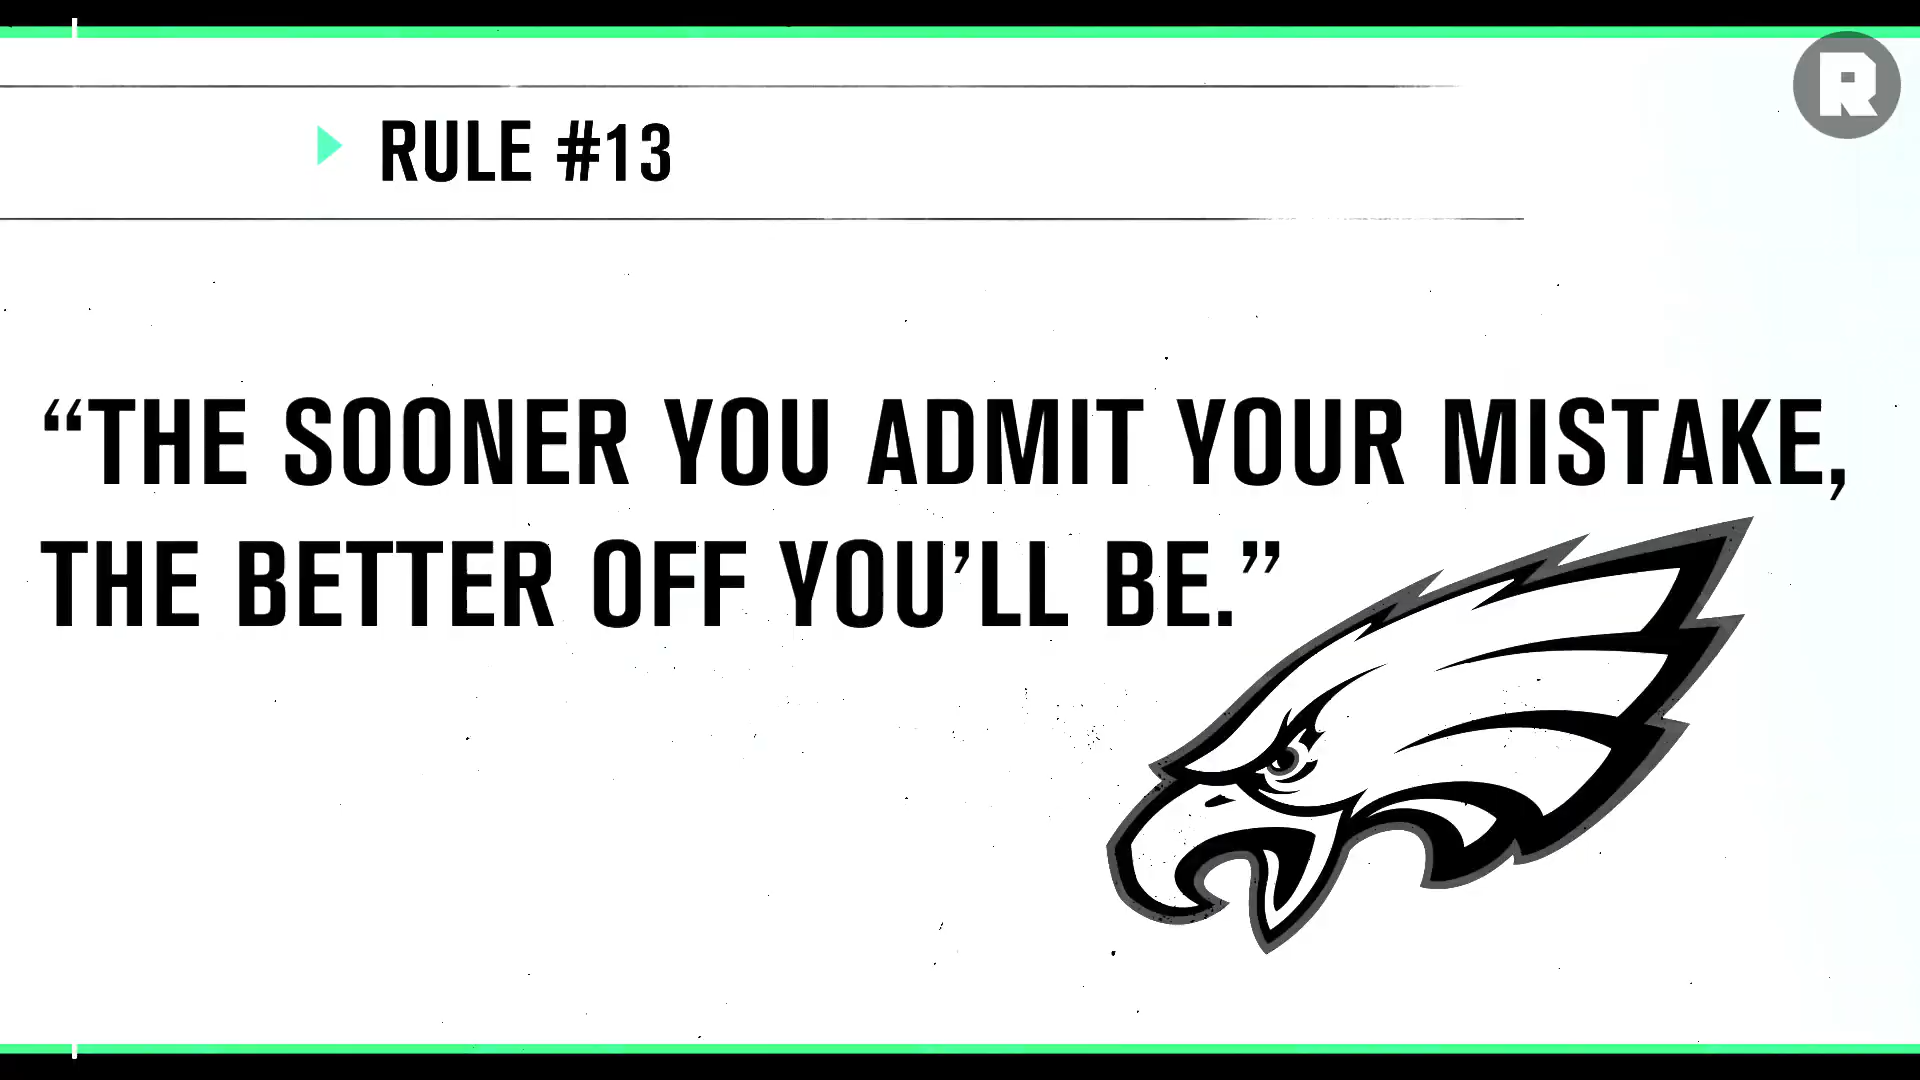 R
RULE #13
“THE SOONER YOU ADMIT YOUR MISTAKE,
THE BETTER OFF YOU’LL BE.”